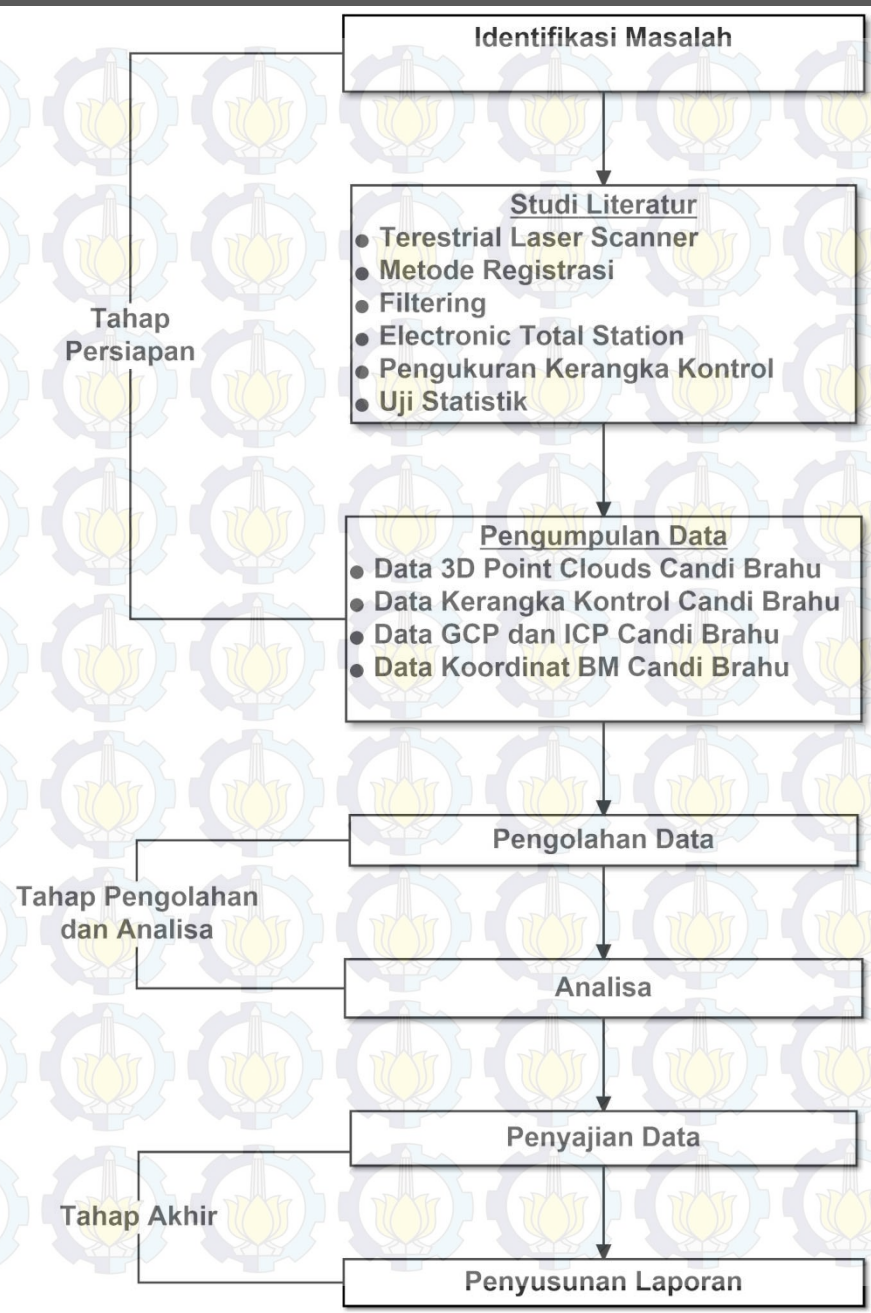 Identifikasi Masalah
Studi Literatur
● Terestrial Laser Scanner
● Metode Registrasi
● Filtering
● Electronic Total Station
● Pengukuran Kerangka Kontrol
● Uji Statistik
Tahap
Persiapan
Pengumpulan Data
● Data 3D Point Clouds Candi Brahu
● Data Kerangka Kontrol Candi Brahu
● Data GCP dan ICP Candi Brahu
● Data Koordinat BM Candi Brahu
Pengolahan Data
Tahap Pengolahan
dan Analisa
Analisa
Penyajian Data
Tahap Akhir
Penyusunan Laporan